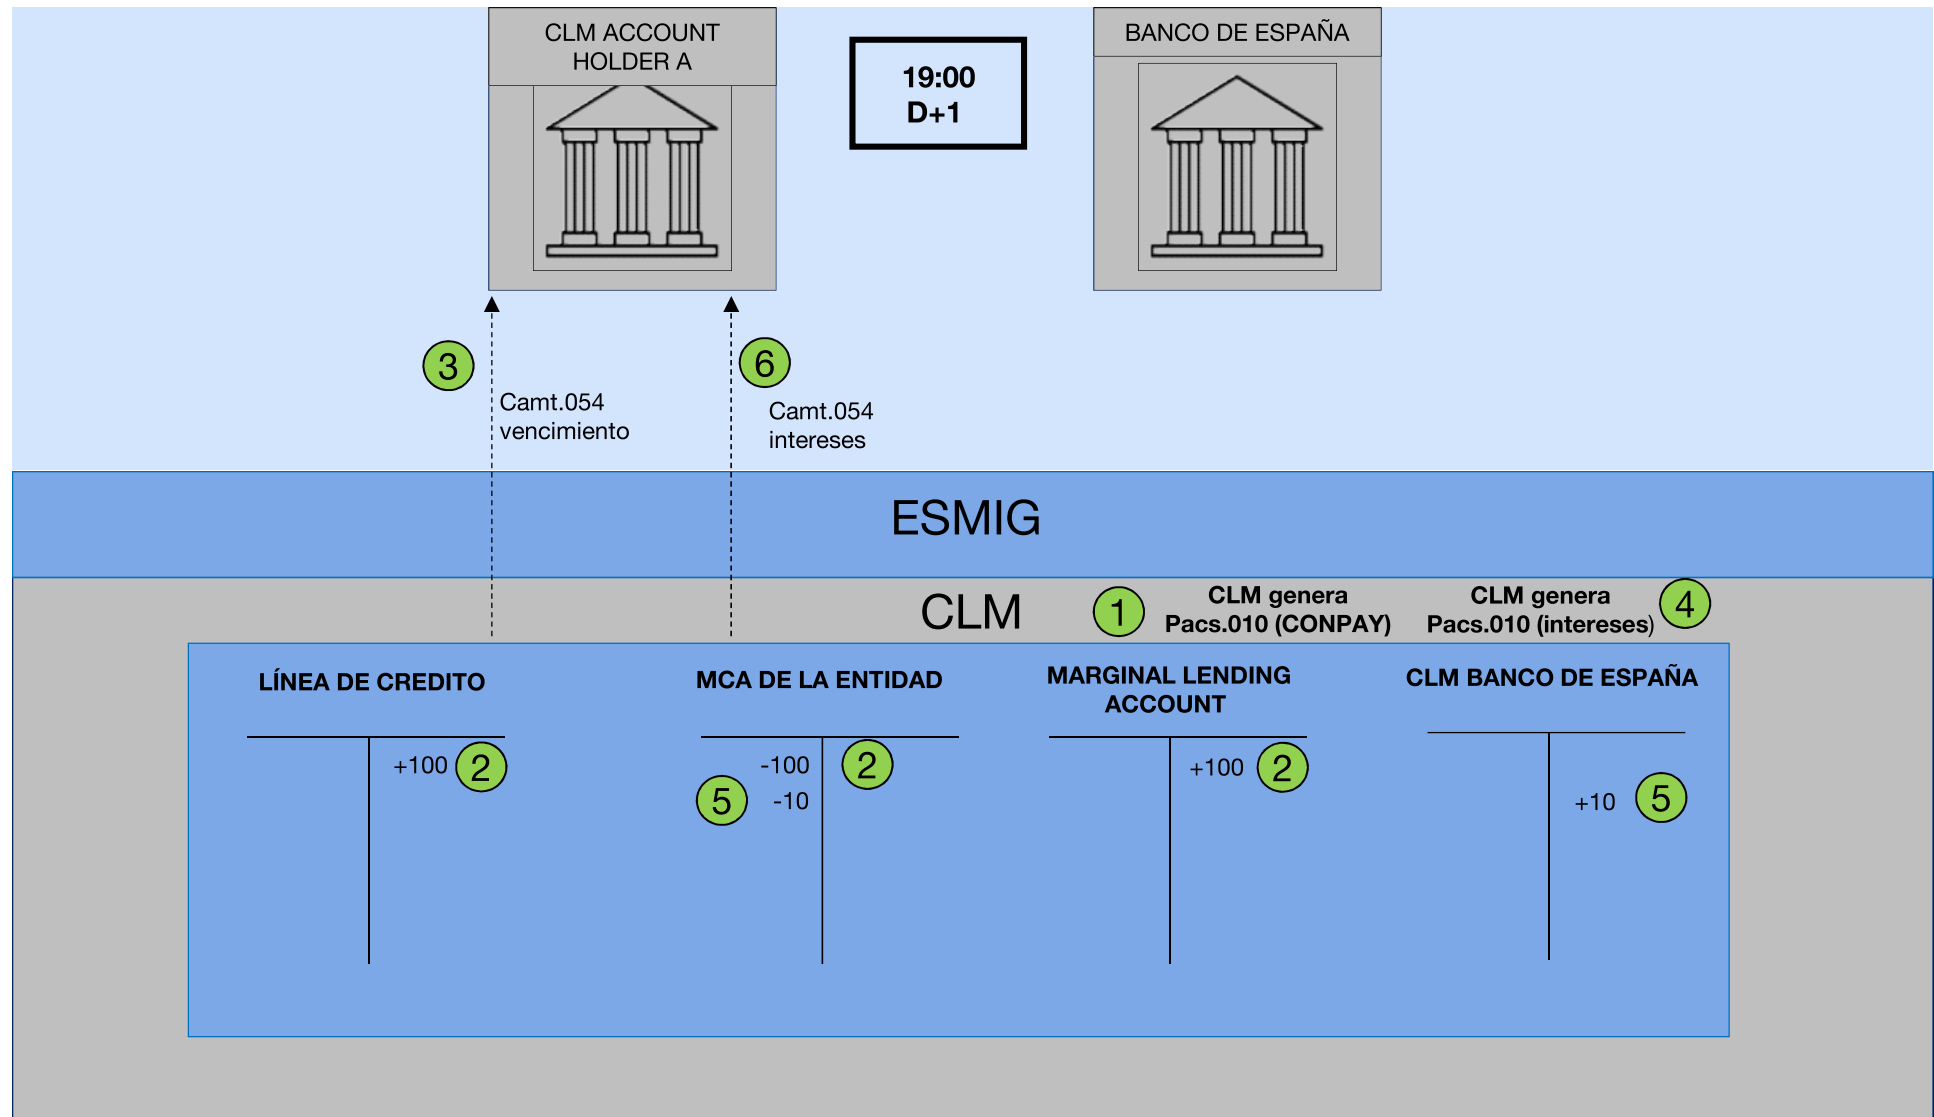 CLM ACCOUNT
HOLDER A
19:00
D+1
BANCO DE ESPAÑA
3
Camt.054
vencimiento
6
Camt.054
intereses
ESMIG
CLM
1
CLM genera
Pacs.010 (CONPAY)
CLM genera
Pacs.010 (intereses)
4
LÍNEA DE CREDITO
+100 2
MCA DE LA ENTIDAD
-100 2
5 -10
MARGINAL LENDING
ACCOUNT
+100 2
CLM BANCO DE ESPAÑA
+10 5